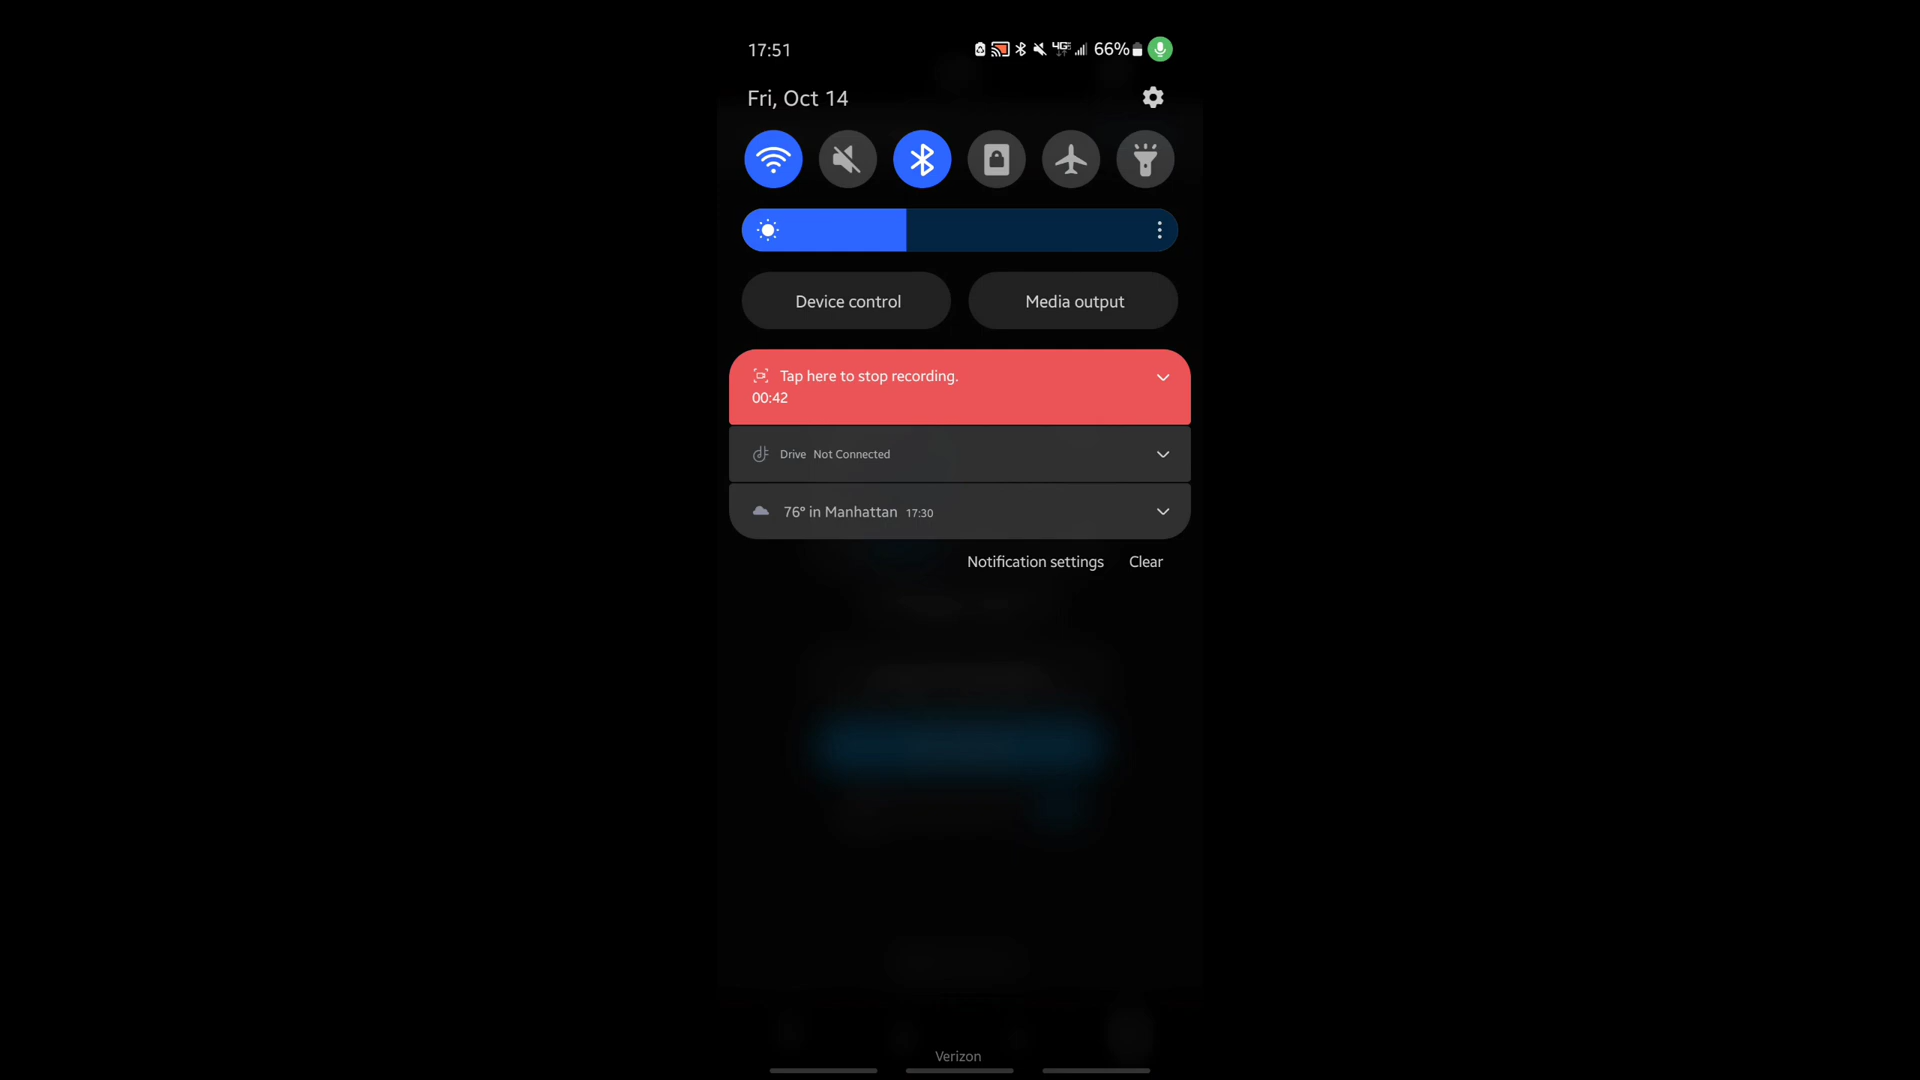 17:51 4G 66%
Fri, Oct 14
Device control Media output
Tap here to stop recording.
00:42
Drive Not Connected
76° in Manhattan 17:30
Notification settings Clear
Verizon